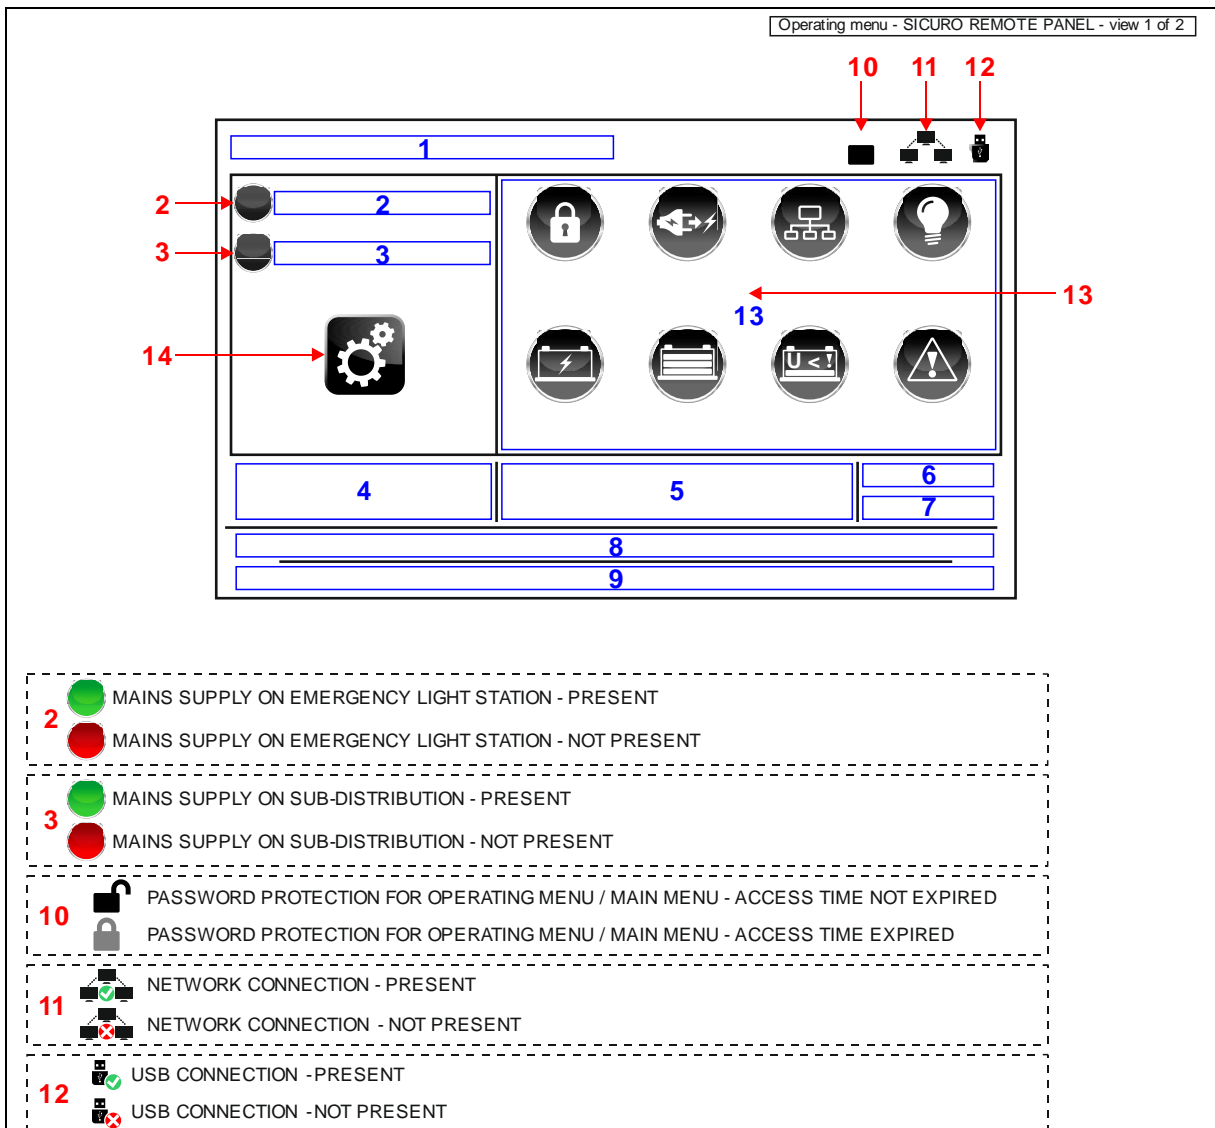 Operating menu - SICURO REMOTE PANEL - view 1 of 2
10 11 12
1
2 2
3 3
13 13
14
U<!
4 5 6
7
8
9
2 MAINS SUPPLY ON EMERGENCY LIGHT STATION - PRESENT
MAINS SUPPLY ON EMERGENCY LIGHT STATION - NOT PRESENT
3 MAINS SUPPLY ON SUB-DISTRIBUTION - PRESENT
MAINS SUPPLY ON SUB-DISTRIBUTION - NOT PRESENT
10 PASSWORD PROTECTION FOR OPERATING MENU / MAIN MENU - ACCESS TIME NOT EXPIRED
PASSWORD PROTECTION FOR OPERATING MENU / MAIN MENU - ACCESS TIME EXPIRED
11 NETWORK CONNECTION - PRESENT
NETWORK CONNECTION - NOT PRESENT
12 USB CONNECTION - PRESENT
USB CONNECTION - NOT PRESENT